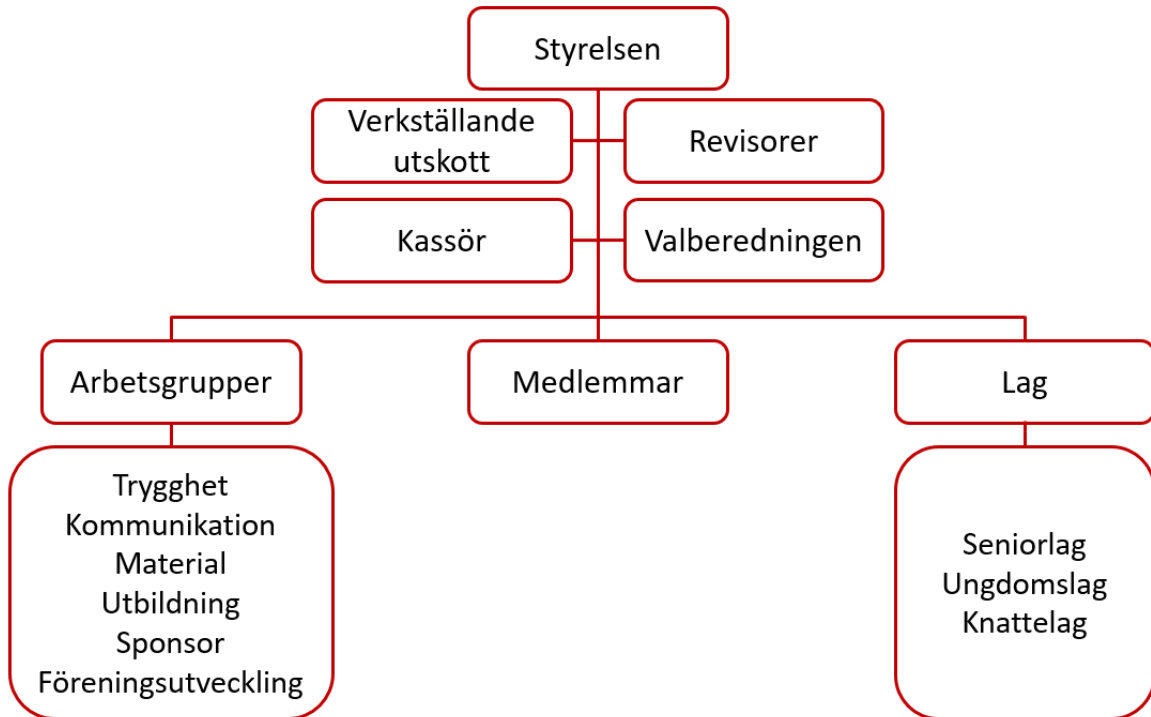 Styrelsen
Verkställande
utskott
Revisorer
Kassör
Valberedningen
Arbetsgrupper
Medlemmar
Lag
Trygghet
Kommunikation
Material
Utbildning
Sponsor
Föreningsutveckling
Seniorlag
Ungdomslag
Knattelag